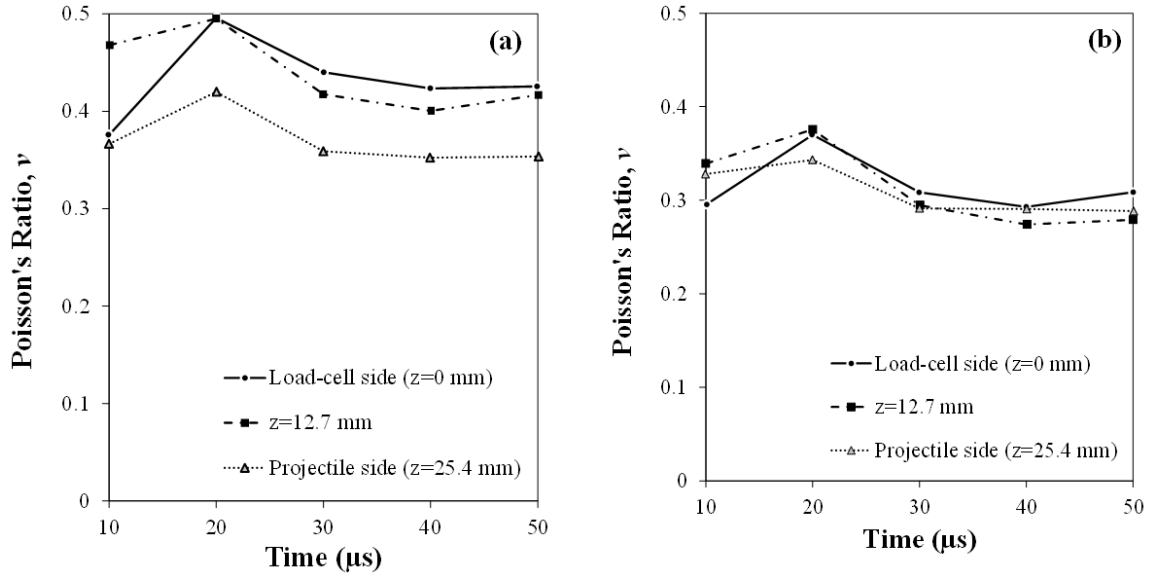 (a)
Poisson's Ratio, ν
0.5
0.4
0.3
0.2
0.1
0
Load-cell side (z=0 mm)
z=12.7 mm
Projectile side (z=25.4 mm)
10 20 30 40 50
Time (μs)
(b)
Poisson's Ratio, ν
0.5
0.4
0.3
0.2
0.1
0
Load-cell side (z=0 mm)
z=12.7 mm
Projectile side (z=25.4 mm)
10 20 30 40 50
Time (μs)